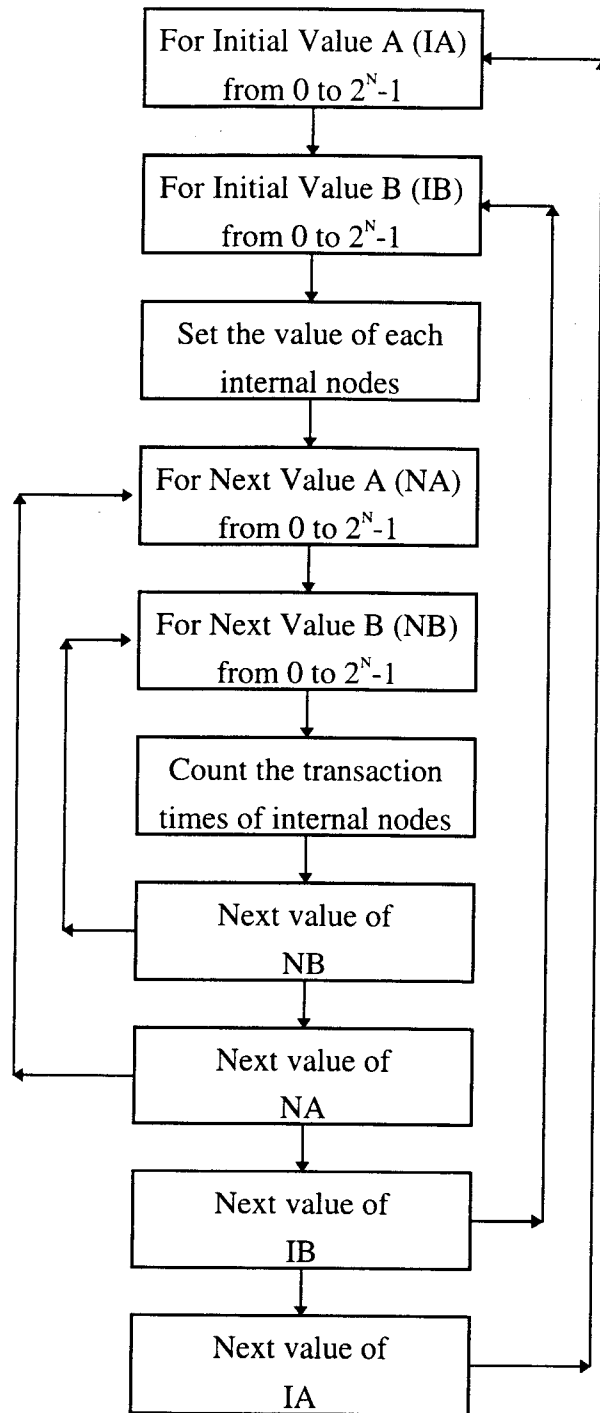 For Initial Value A (IA)
from 0 to 2^N-1
For Initial Value B (IB)
from 0 to 2^N-1
Set the value of each
internal nodes
For Next Value A (NA)
from 0 to 2^N-1
For Next Value B (NB)
from 0 to 2^N-1
Count the transaction
times of internal nodes
Next value of
NB
Next value of
NA
Next value of
IB
Next value of
IA